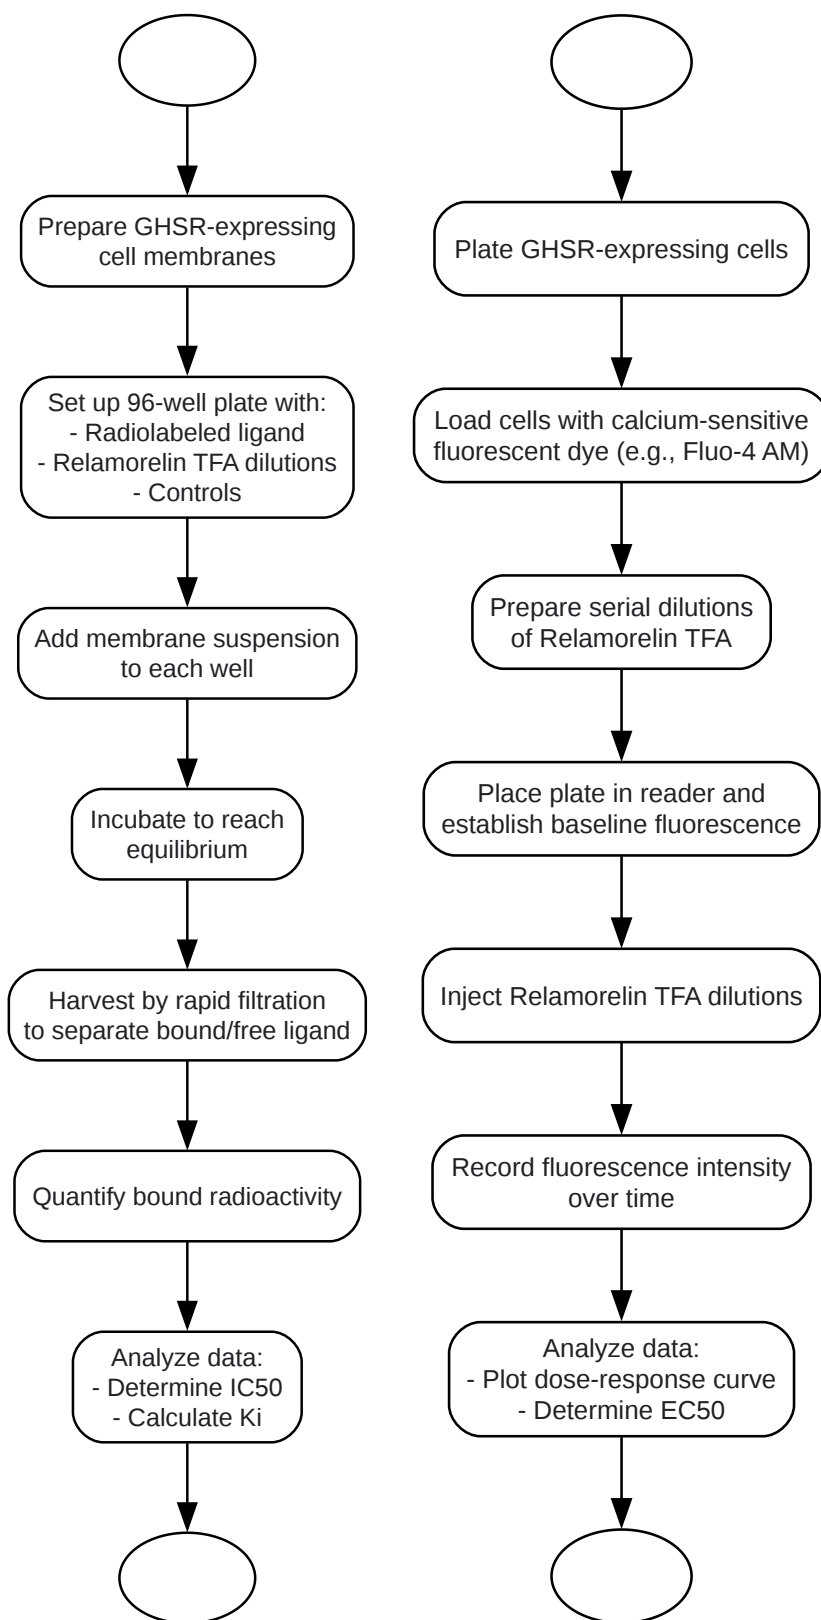 Prepare GHSR-expressing
cell membranes
Set up 96-well plate with:
- Radiolabeled ligand
- Relamorelin TFA dilutions
- Controls
Add membrane suspension
to each well
Incubate to reach
equilibrium
Harvest by rapid filtration
to separate bound/free ligand
Quantify bound radioactivity
Analyze data:
- Determine IC50
- Calculate Ki
Plate GHSR-expressing cells
Load cells with calcium-sensitive
fluorescent dye (e.g., Fluo-4 AM)
Prepare serial dilutions
of Relamorelin TFA
Place plate in reader and
establish baseline fluorescence
Inject Relamorelin TFA dilutions
Record fluorescence intensity
over time
Analyze data:
- Plot dose-response curve
- Determine EC50